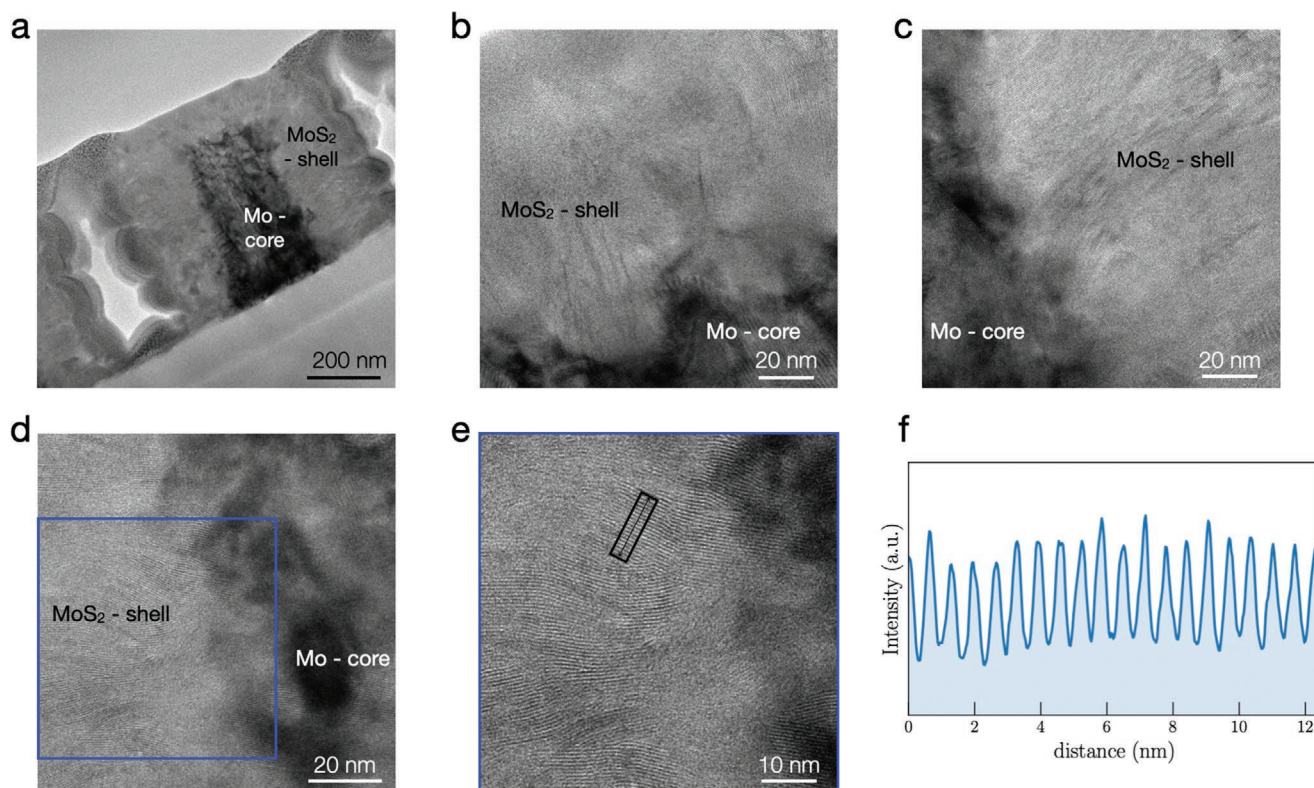 a
MoS₂
- shell
Mo -
core
200 nm
b
MoS₂ - shell
Mo - core
20 nm
c
MoS₂ - shell
Mo - core
20 nm
d
MoS₂ - shell
Mo - core
20 nm
e
10 nm
f
Intensity (a.u.)
0 2 4 6 8 10 12
distance (nm)